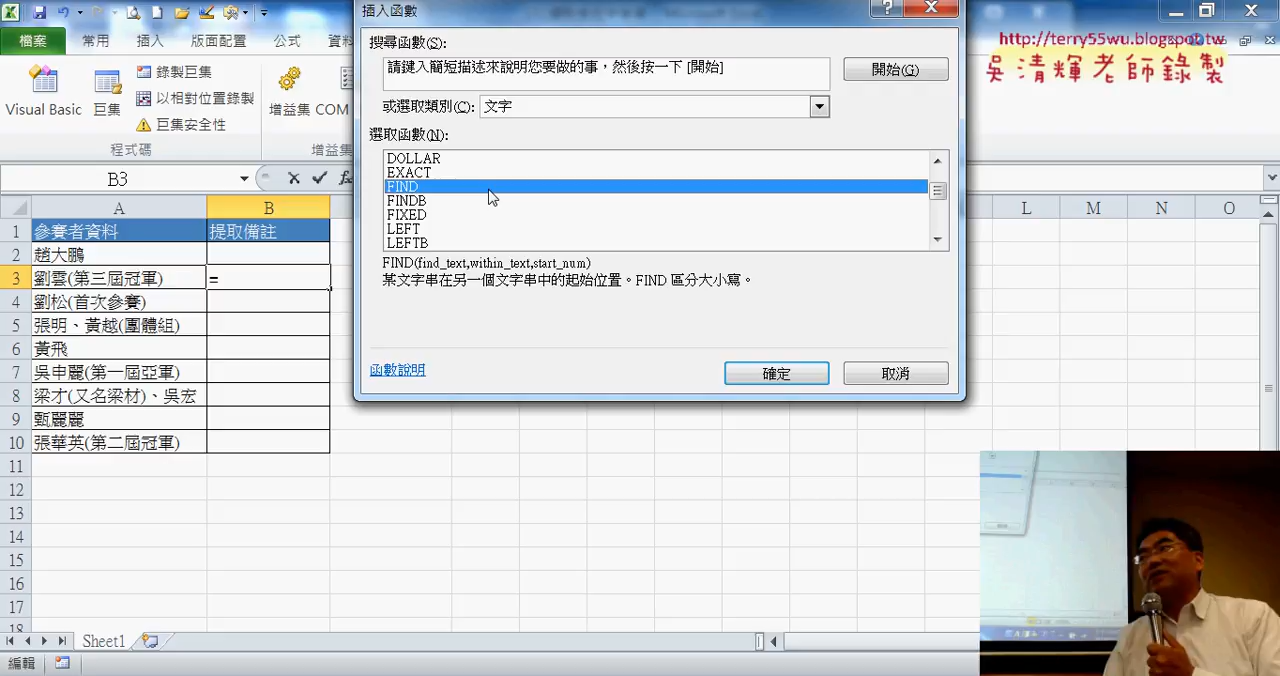 插入函數
http://terry55wu.blogspot.tw
吳清輝老師錄製
檔案 常用 插入 版面配置 公式 資料
Visual Basic 巨集 錄製巨集 以相對位置錄製 巨集安全性 增益集 COM
程式碼 增益集
搜尋函數(S):
請鍵入簡短描述來說明您要做的事，然後按一下 [開始]
開始(G)
或選取類別(C): 文字
選取函數(N):
DOLLAR
EXACT
FIND
FINDB
FIXED
LEFT
LEFTB
FIND(find_text,within_text,start_num)
某文字串在另一個文字串中的起始位置。FIND 區分大小寫。
函數說明 確定 取消
B3
A B L M N O
1 參賽者資料 提取備註
2 趙大鵬
3 劉雲(第三屆冠軍) =
4 劉松(首次參賽)
5 張明、黃越(團體組)
6 黃飛
7 吳申麗(第一屆亞軍)
8 梁才(又名梁材)、吳宏
9 甄麗麗
10 張華英(第二屆冠軍)
11
12
13
14
15
16
17
18
Sheet1
編輯